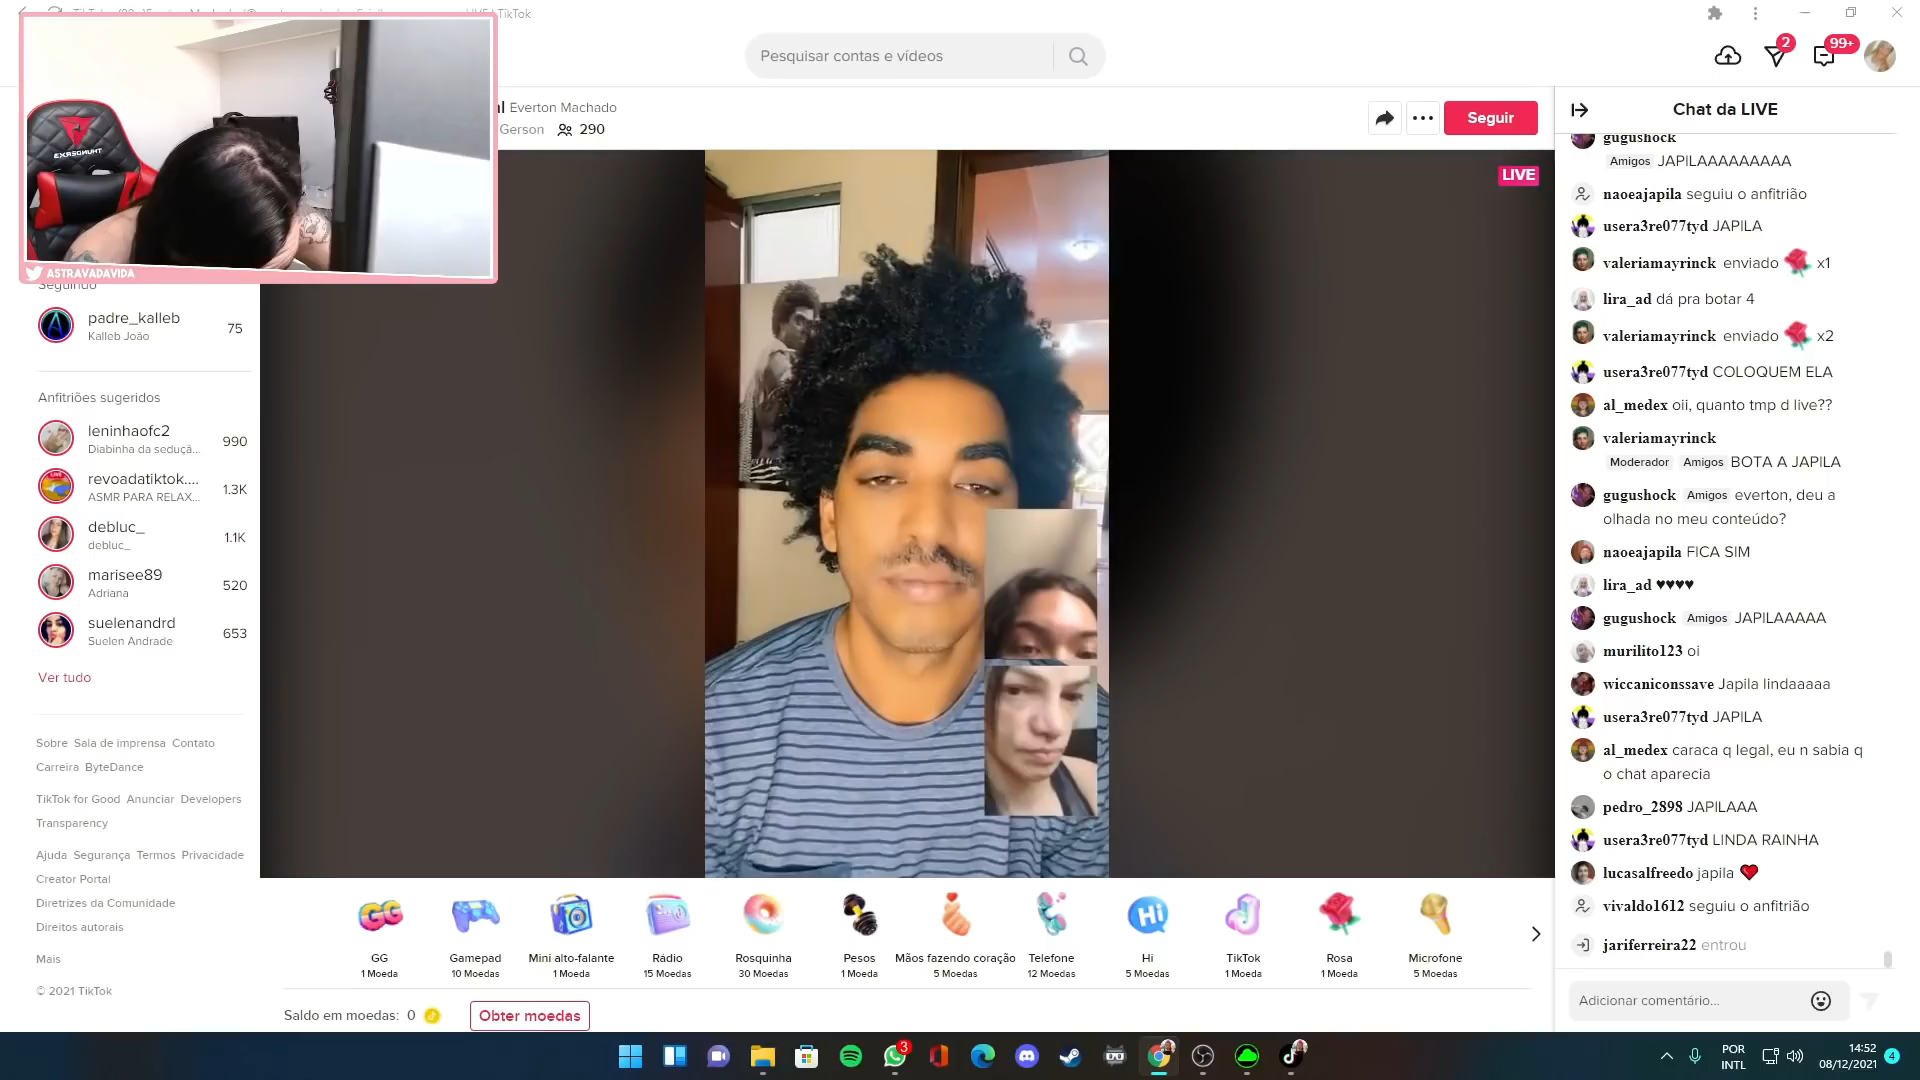 LIVE | TikTok
Pesquisar contas e vídeos
2
99+
ASTRAVADAVIDA
Everton Machado
Gerson 290
Seguir
LIVE
Seguindo
padre_kalleb
Kalleb João
75
Anfitriões sugeridos
leninhaofc2
Diabinha da seduçã...
990
revoadatiktok....
ASMR PARA RELAX...
1.3K
debluc_
debluc_
1.1K
marisee89
Adriana
520
suelenandrd
Suelen Andrade
653
Ver tudo
Sobre Sala de imprensa Contato
Carreira ByteDance
TikTok for Good Anunciar Developers
Transparency
Ajuda Segurança Termos Privacidade
Creator Portal
Diretrizes da Comunidade
Direitos autorais
Mais
© 2021 TikTok
GG
1 Moeda
Gamepad
10 Moedas
Mini alto-falante
1 Moeda
Rádio
15 Moedas
Rosquinha
30 Moedas
Pesos
1 Moeda
Mãos fazendo coração
5 Moedas
Telefone
12 Moedas
Hi
Hi
5 Moedas
TikTok
1 Moeda
Rosa
1 Moeda
Microfone
5 Moedas
Saldo em moedas: 0
Obter moedas
Chat da LIVE
gugushock
Amigos JAPILAAAAAAAAA
naoeajapila seguiu o anfitrião
usera3re077tyd JAPILA
valeriamayrinck enviado x1
lira_ad dá pra botar 4
valeriamayrinck enviado x2
usera3re077tyd COLOQUEM ELA
al_medex oii, quanto tmp d live??
valeriamayrinck
Moderador Amigos BOTA A JAPILA
gugushock Amigos everton, deu a
olhada no meu conteúdo?
naoeajapila FICA SIM
lira_ad ♥♥♥♥
gugushock Amigos JAPILAAAAA
murilito123 oi
wiccaniconssave Japila lindaaaaa
usera3re077tyd JAPILA
al_medex caraca q legal, eu n sabia q
o chat aparecia
pedro_2898 JAPILAAA
usera3re077tyd LINDA RAINHA
lucasalfreedo japila ❤
vivaldo1612 seguiu o anfitrião
jariferreira22 entrou
Adicionar comentário...
3
POR
INTL
14:52
08/12/2021
4